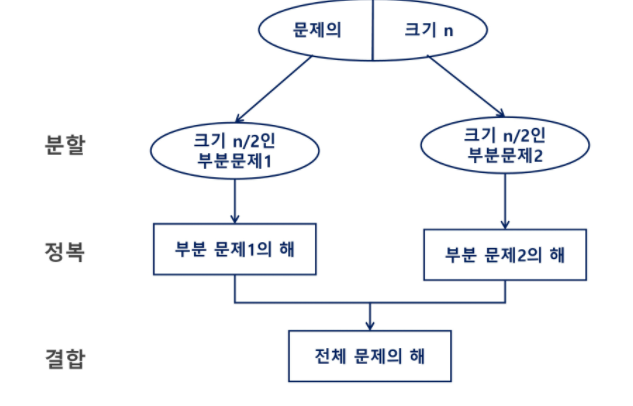 문제의 크기 n
분할
크기 n/2인
부분문제1
크기 n/2인
부분문제2
정복
부분 문제1의 해
부분 문제2의 해
결합
전체 문제의 해